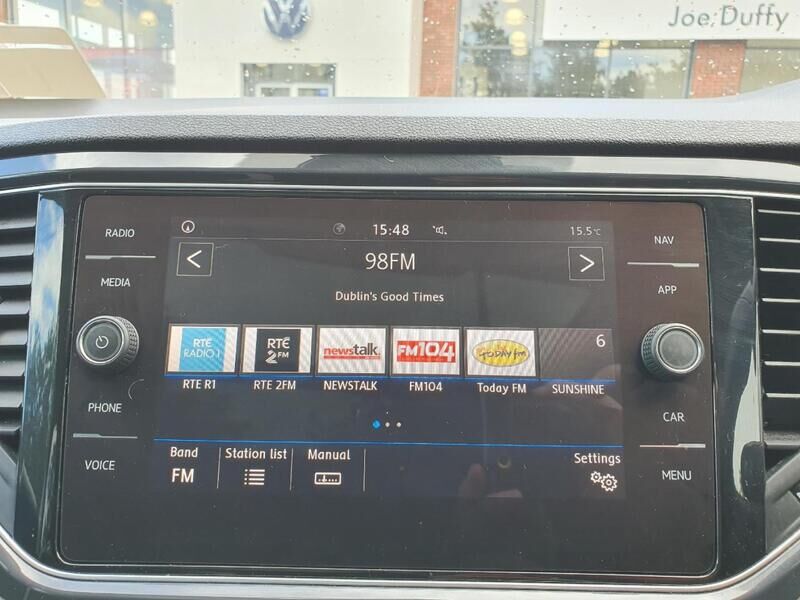 Joe Duffy
RADIO
MEDIA
PHONE
VOICE
15:48
15.5°C
98FM
Dublin's Good Times
RTÉ RADIO 1
RTÉ 2FM
newstalk
FM104
TODAY fm
6
RTE R1
RTE 2FM
NEWSTALK
FM104
Today FM
SUNSHINE
Band
FM
Station list
Manual
Settings
NAV
APP
CAR
MENU